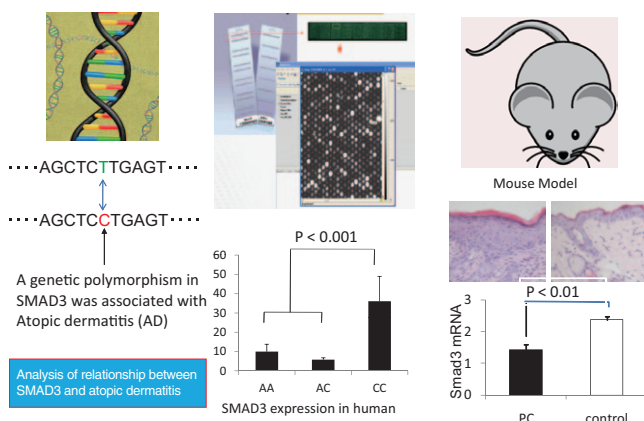 ····AGCTCTTGAGT····
····AGCTCCTGAGT····
A genetic polymorphism in
SMAD3 was associated with
Atopic dermatitis (AD)
Analysis of relationship between
SMAD3 and atopic dermatitis
P < 0.001
60
50
40
30
20
10
0
AA AC CC
SMAD3 expression in human
Mouse Model
P < 0.01
Smad3 mRNA
3
2
1
0
PC control